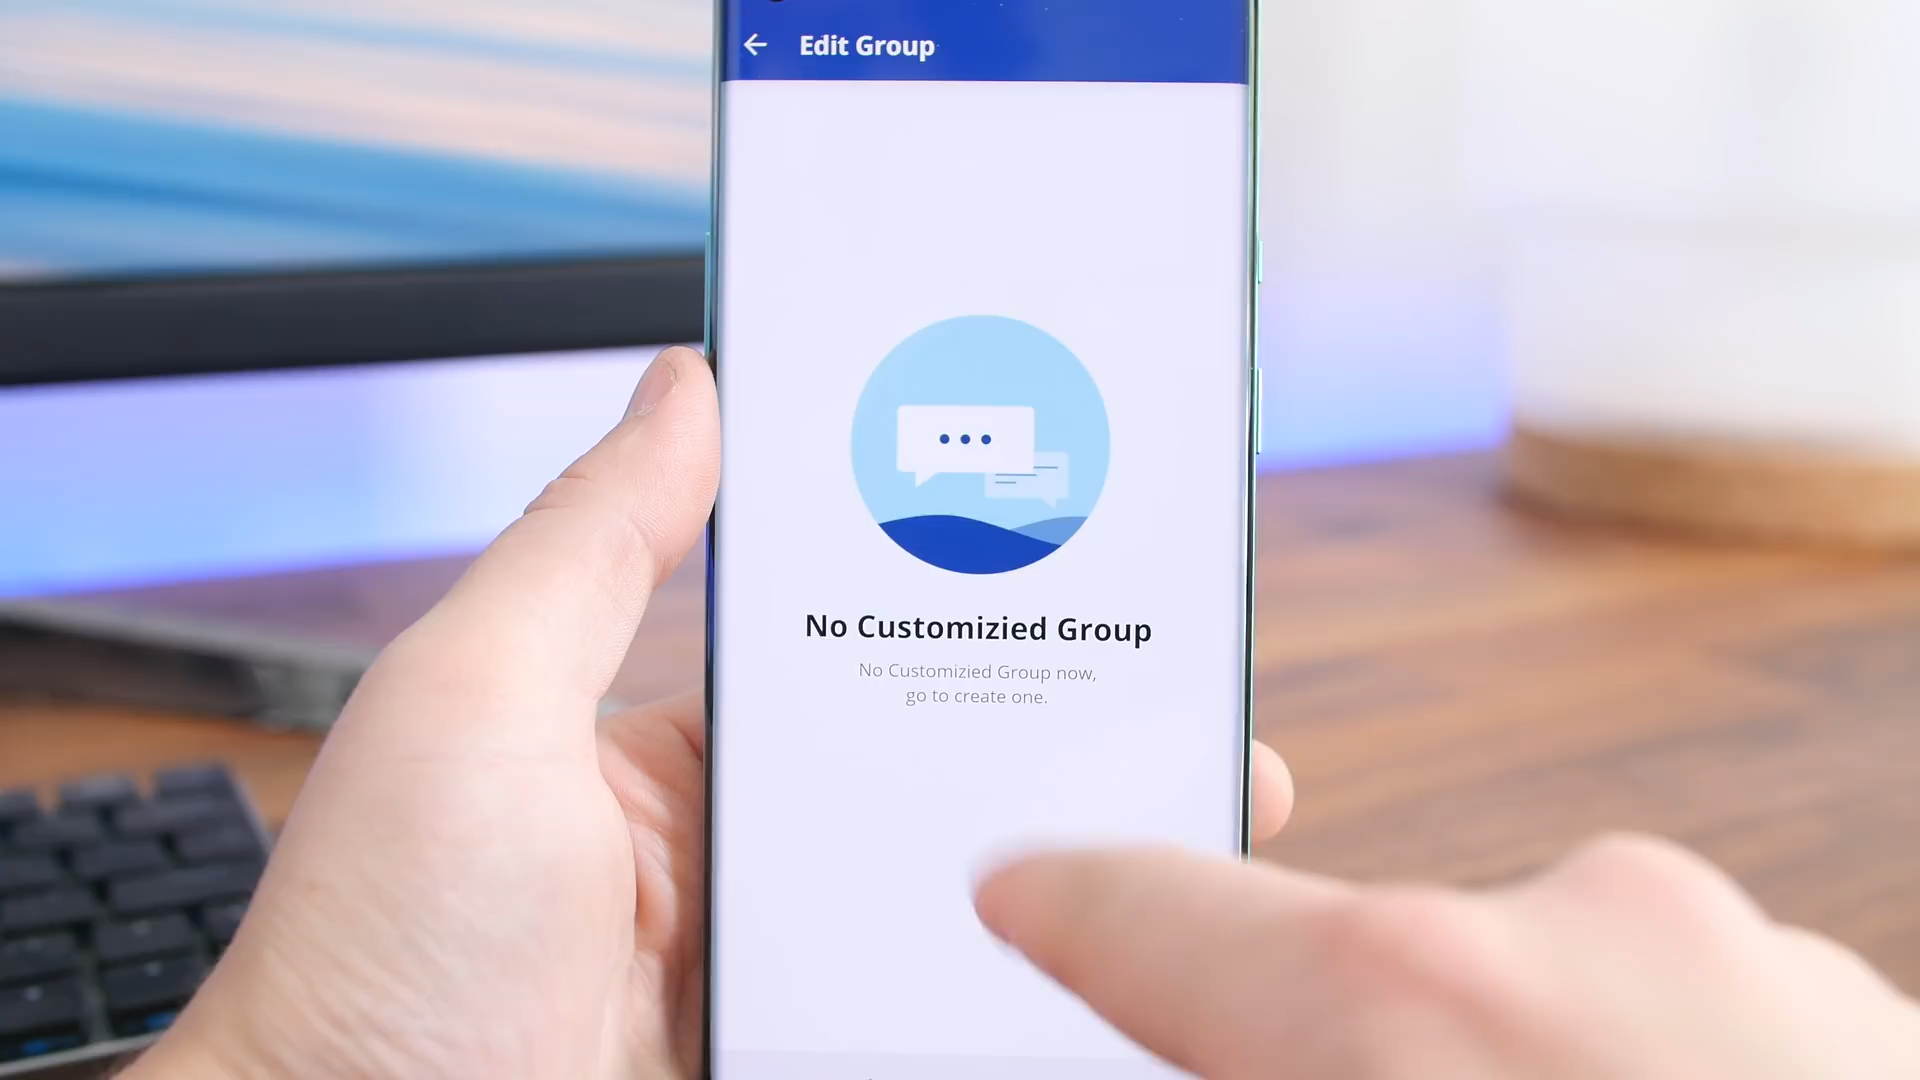 Edit Group
No Customizied Group
No Customizied Group now,
go to create one.